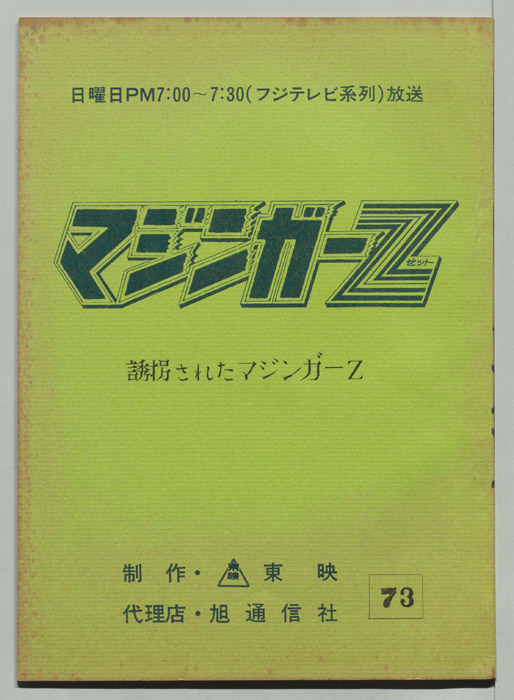 日曜日PM7:00〜7:30(フジテレビ系列)放送
マジンガーZ
ゼット
誘拐されたマジンガーZ
制作・東映 東映
代理店・旭通信社
73